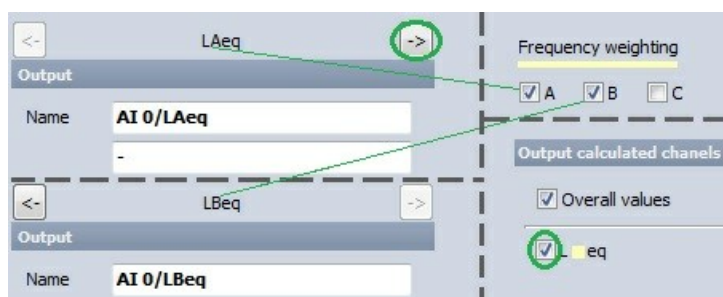 <- LAeq ->
Output
Name AI 0/LAeq
-
<- LBeq ->
Output
Name AI 0/LBeq
Frequency weighting
A B C
Output calculated chanels
Overall values
L eq